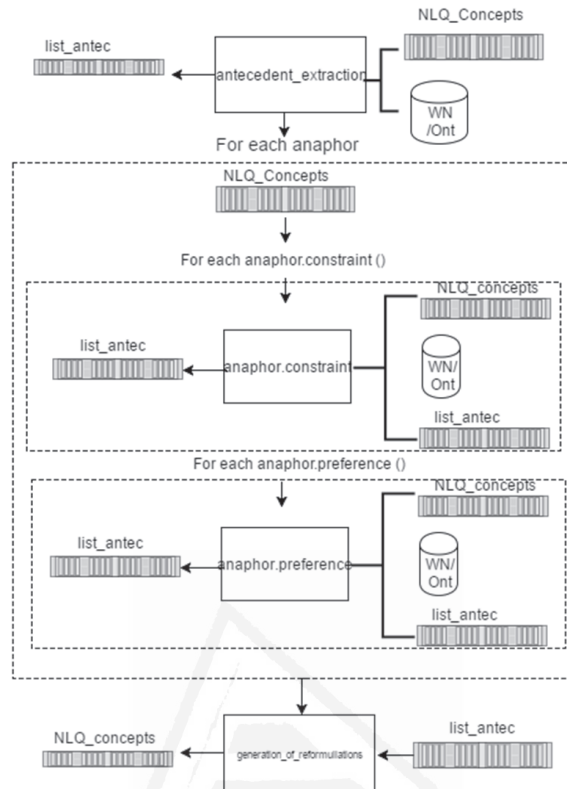 NLQ_Concepts
list_antec
antecedent_extraction
WN
/Ont
For each anaphor
NLQ_Concepts
For each anaphor.constraint ()
NLQ_concepts
list_antec
anaphor.constraint
WN/
Ont
list_antec
For each anaphor.preference ()
NLQ_concepts
list_antec
anaphor.preference
WN/
Ont
list_antec
NLQ_concepts
generation_of_reformulations
list_antec